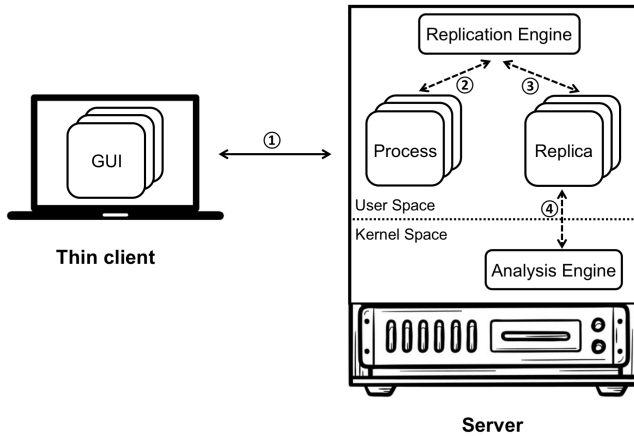 Replication Engine
② ③
①
GUI
Process
Replica
User Space
④
Kernel Space
Thin client
Analysis Engine
Server